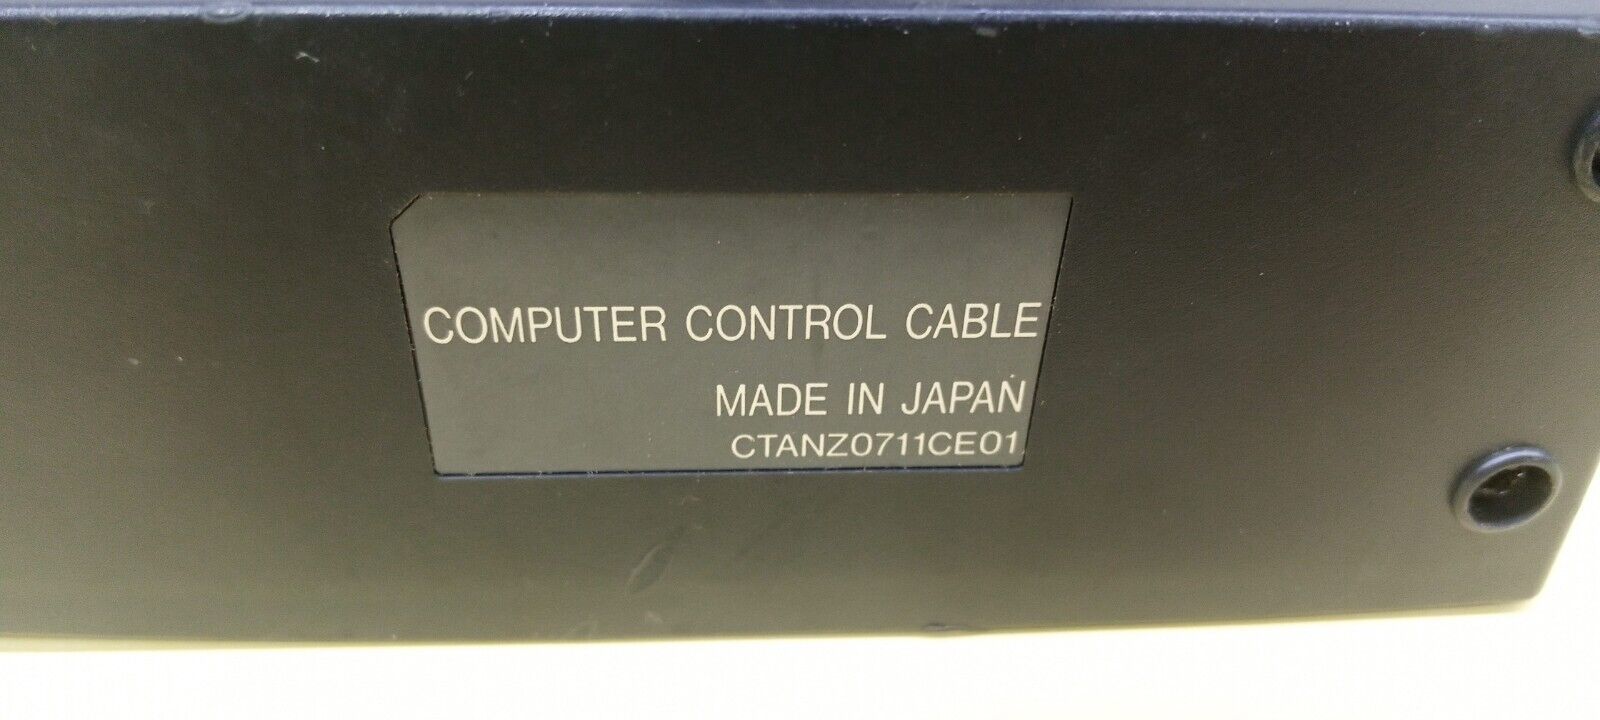 COMPUTER CONTROL CABLE
MADE IN JAPAN
CTANZ0711CE01